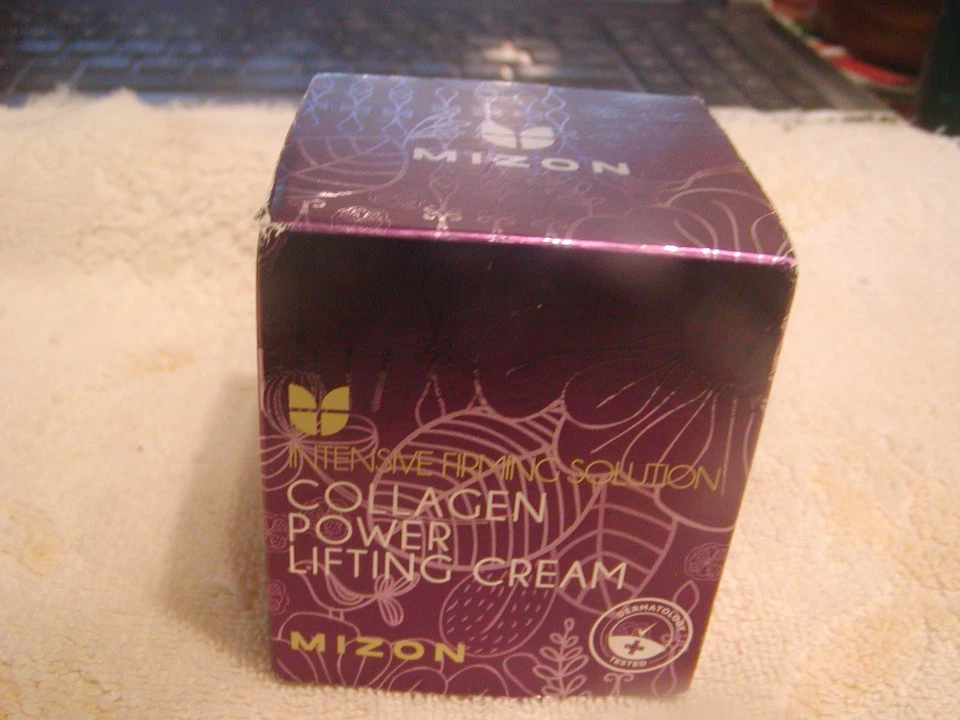 MIZON
INTENSIVE FIRMING SOLUTION
COLLAGEN
POWER
LIFTING CREAM
MIZON
DERMATOLOGY
TESTED